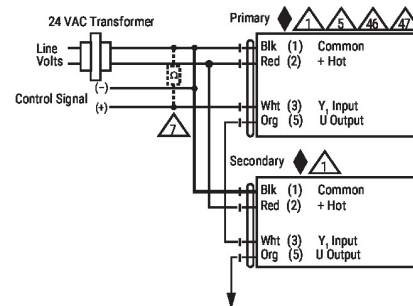 24 VAC Transformer
Primary 1 5 46 47
Line
Volts
Blk (1) Common
Red (2) + Hot
(–)
Control Signal
(+)
Ω
Wht (3) Y₁ Input
Org (5) U Output
7
Secondary 1
Blk (1) Common
Red (2) + Hot
Wht (3) Y₁ Input
Org (5) U Output